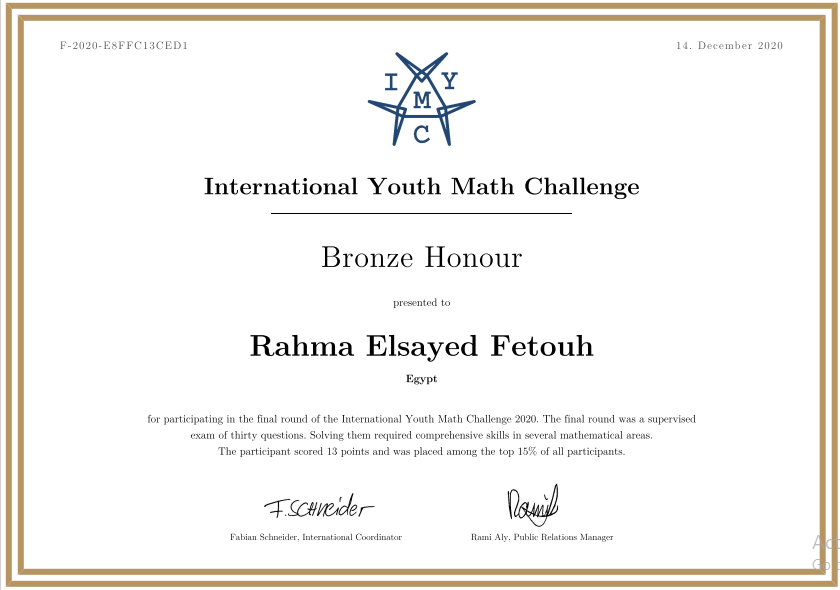 F-2020-E8FFC13CED1
14. December 2020
I Y
M
C
International Youth Math Challenge
Bronze Honour
presented to
Rahma Elsayed Fetouh
Egypt
for participating in the final round of the International Youth Math Challenge 2020. The final round was a supervised
exam of thirty questions. Solving them required comprehensive skills in several mathematical areas.
The participant scored 13 points and was placed among the top 15% of all participants.
F. SCHNeider
Ramil
Fabian Schneider, International Coordinator
Rami Aly, Public Relations Manager